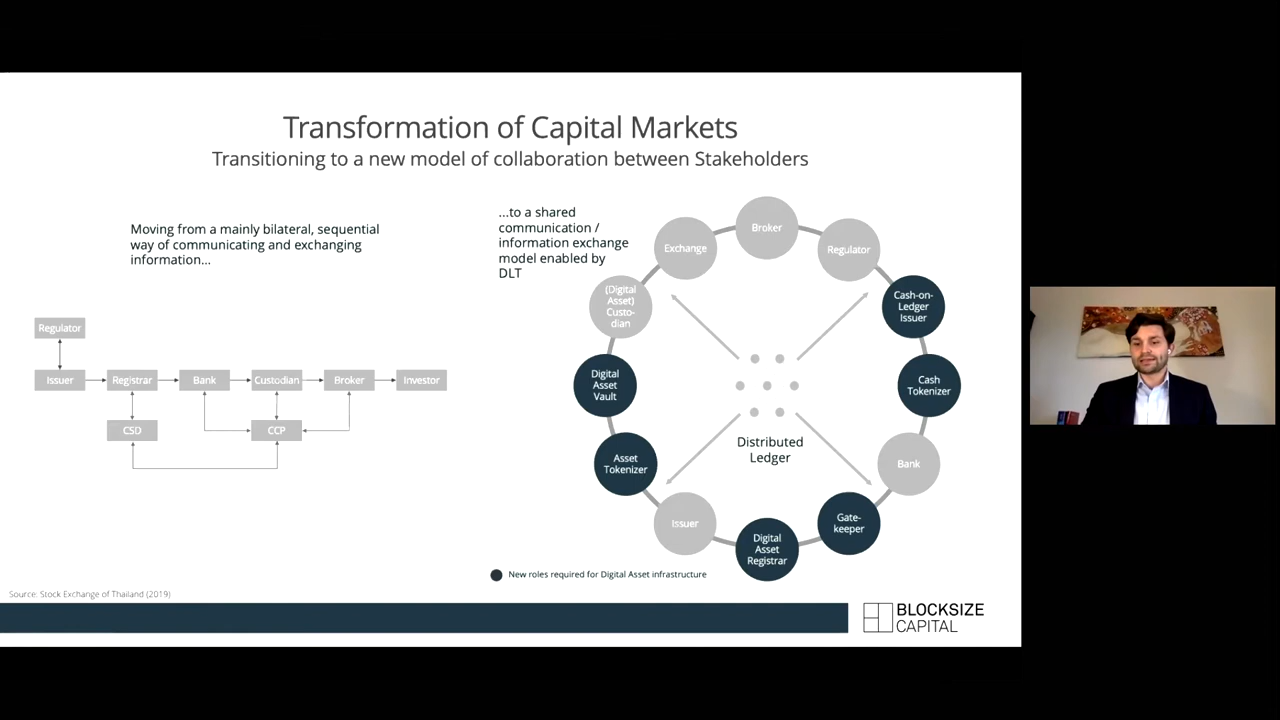 Transformation of Capital Markets
Transitioning to a new model of collaboration between Stakeholders
Moving from a mainly bilateral, sequential
way of communicating and exchanging
information...
Regulator
Issuer
Registrar
Bank
Custodian
Broker
Investor
CSD
CCP
...to a shared
communication /
information exchange
model enabled by
DLT
Exchange
Broker
Regulator
(Digital
Asset)
Custo-
dian
Cash-on-
Ledger
Issuer
Digital
Asset
Vault
Cash
Tokenizer
Distributed
Ledger
Asset
Tokenizer
Bank
Issuer
Gate-
keeper
Digital
Asset
Registrar
New roles required for Digital Asset infrastructure
Source: Stock Exchange of Thailand (2019)
BLOCKSIZE
CAPITAL